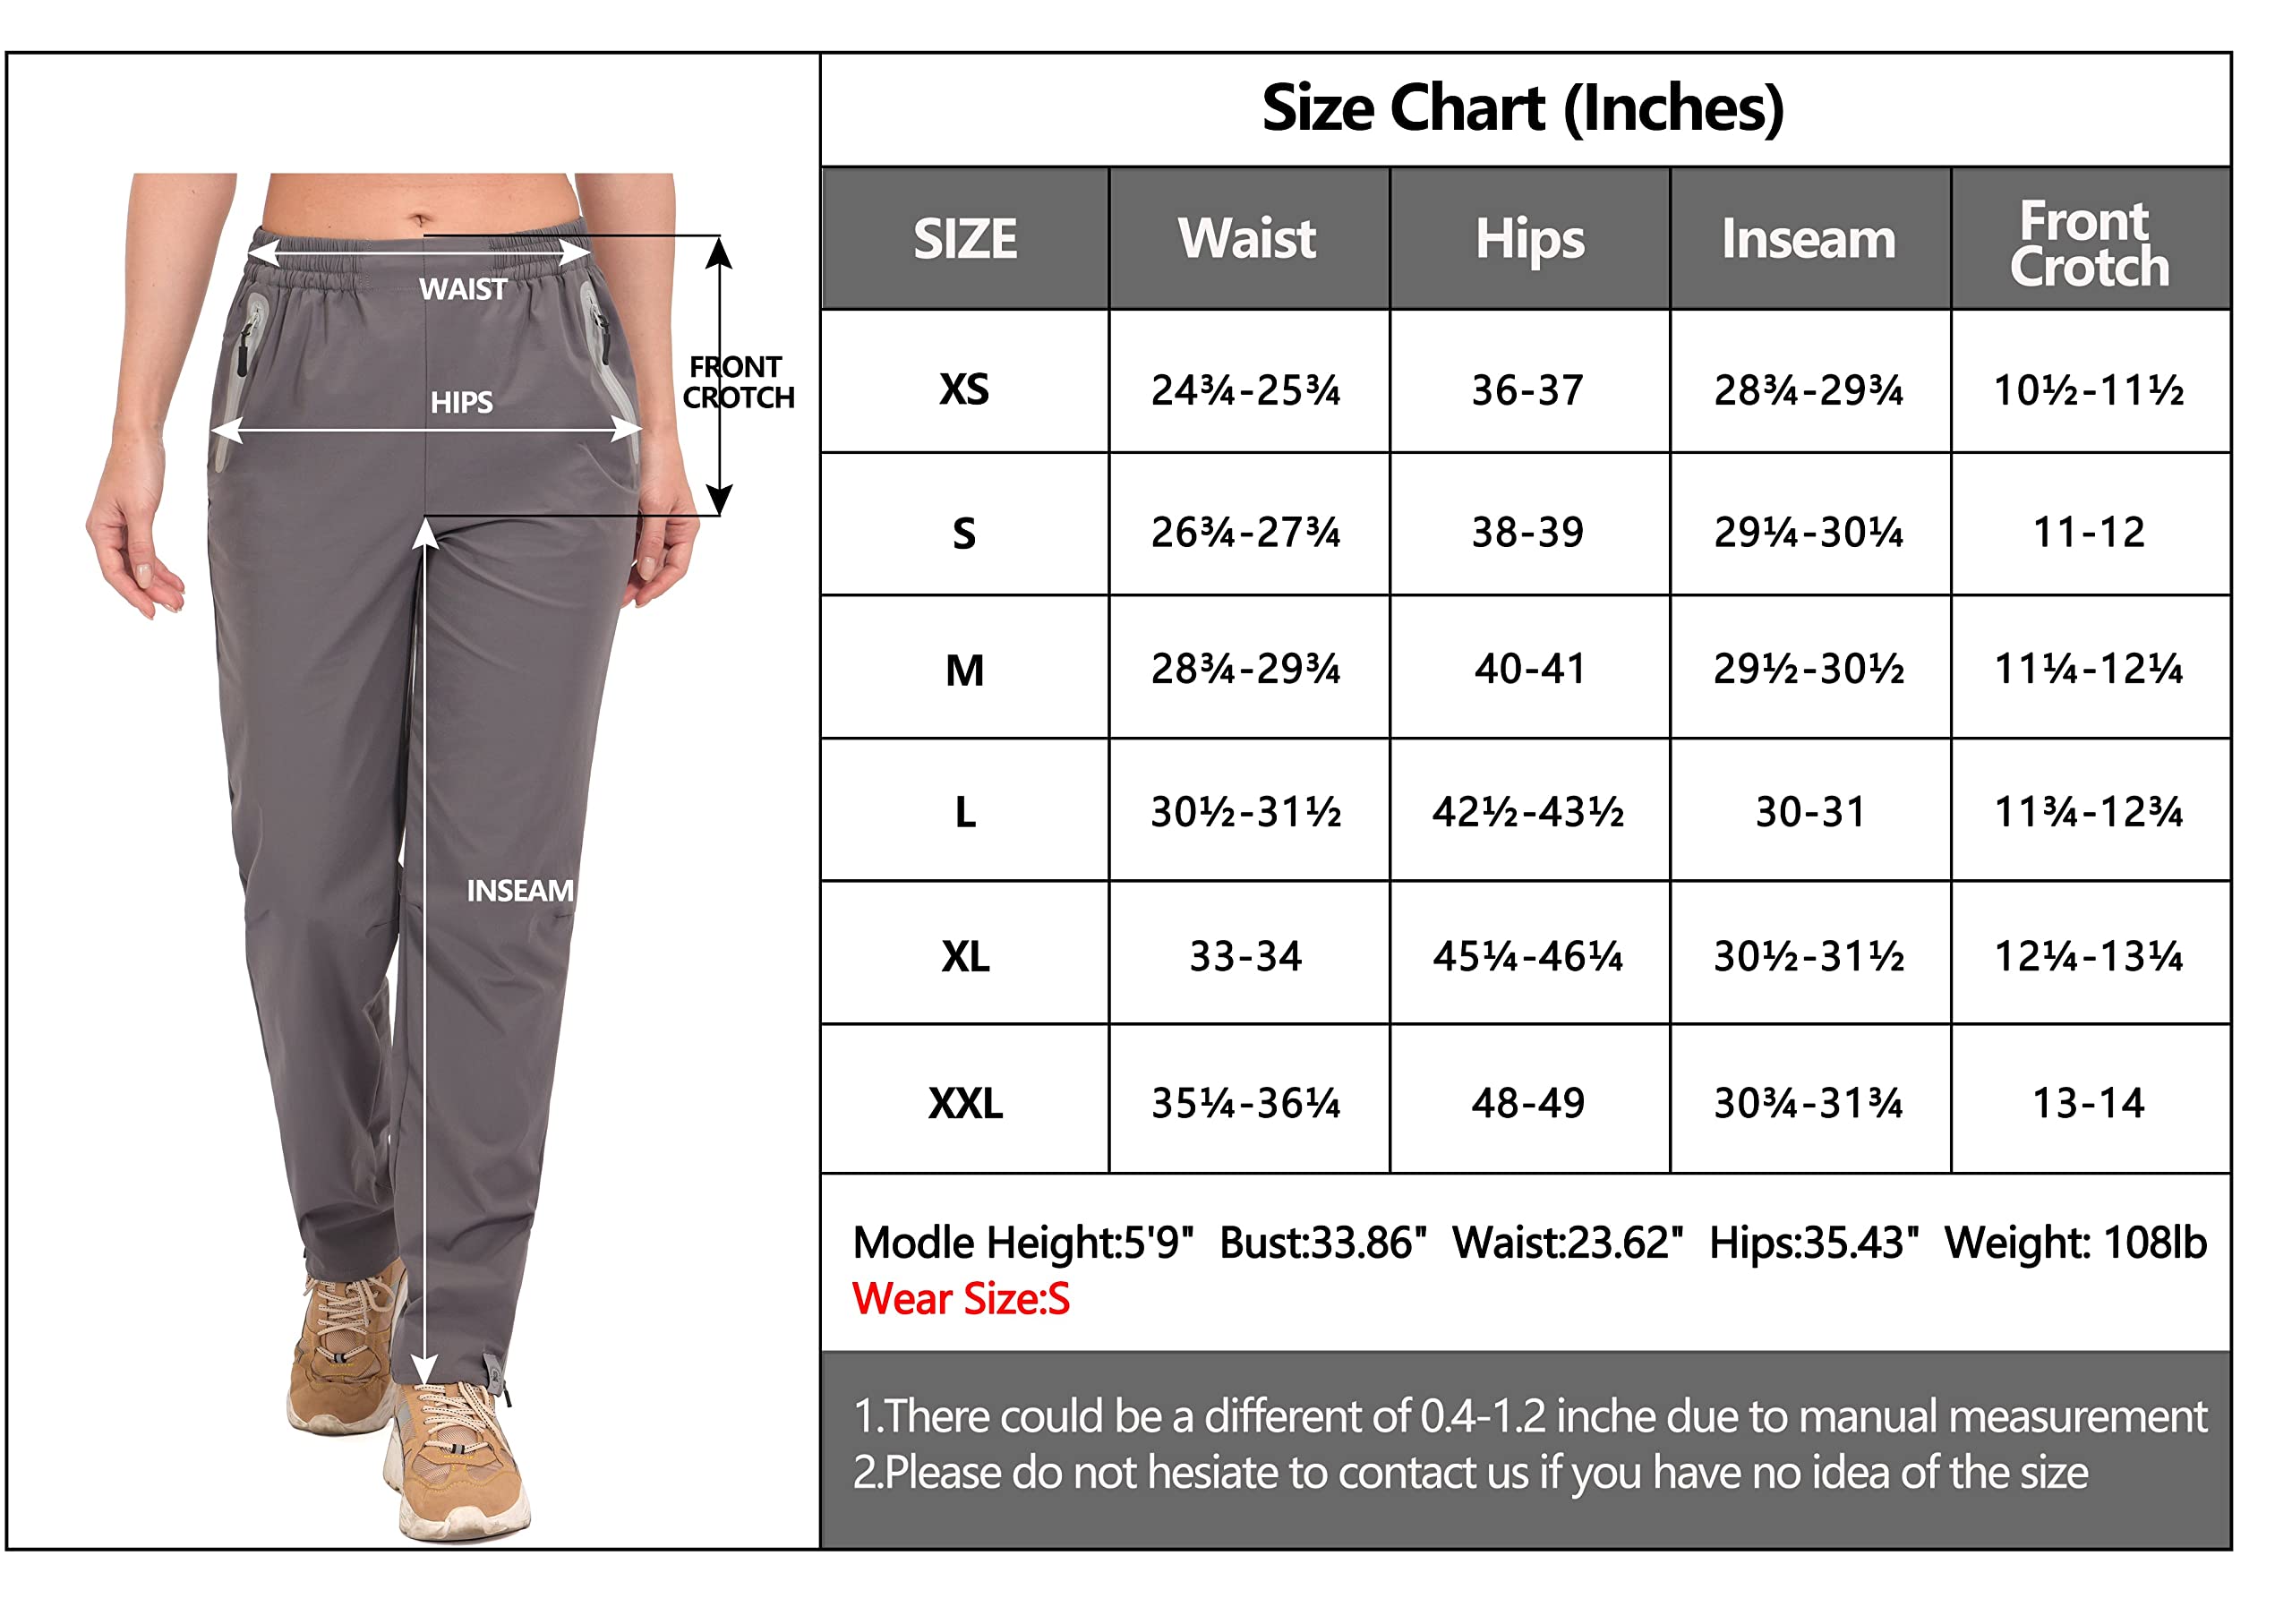 WAIST
HIPS
FRONT
CROTCH
INSEAM
Size Chart (Inches)
SIZE Waist Hips Inseam Front Crotch
XS 24¾-25¾ 36-37 28¾-29¾ 10½-11½
S 26¾-27¾ 38-39 29¼-30¼ 11-12
M 28¾-29¾ 40-41 29½-30½ 11¼-12¼
L 30½-31½ 42½-43½ 30-31 11¾-12¾
XL 33-34 45¼-46¼ 30½-31½ 12¼-13¼
XXL 35¼-36¼ 48-49 30¾-31¾ 13-14
Modle Height:5'9" Bust:33.86" Waist:23.62" Hips:35.43" Weight: 108lb
Wear Size:S
1.There could be a different of 0.4-1.2 inche due to manual measurement
2.Please do not hesiate to contact us if you have no idea of the size